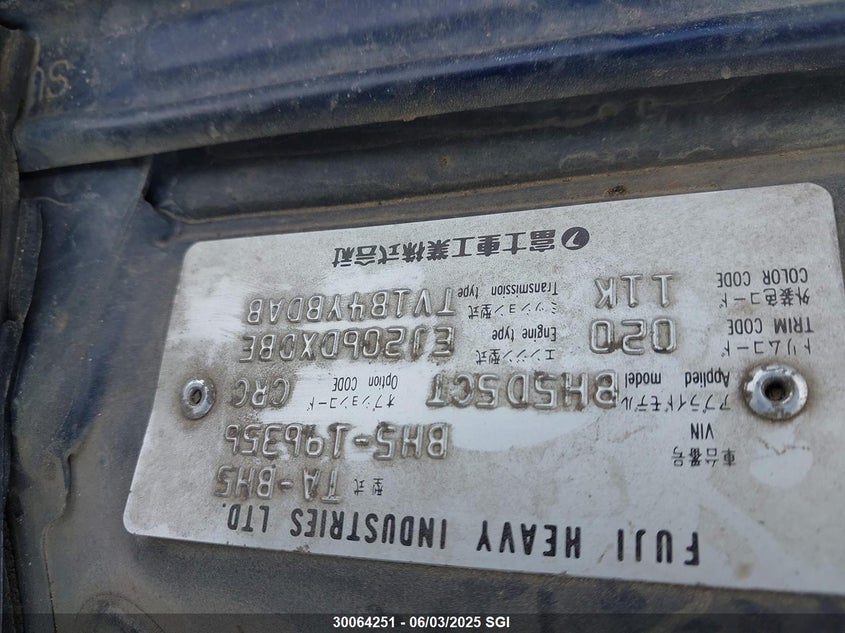 FUJI HEAVY INDUSTRIES LTD.
型式 TA-BH5
車台番号
VIN
BH5-196356
アプライドモデル
Applied model
BH5D5CT
オプションコード
Option CODE
CRC
トリムコード
TRIM CODE
020
エンジン型式
Engine type
EJ206DXDBE
外装色コード
COLOR CODE
11K
ミッション型式
Transmission type
TV1B4YBDAB
富士重工業株式会社
30064251 - 06/03/2025 SGI